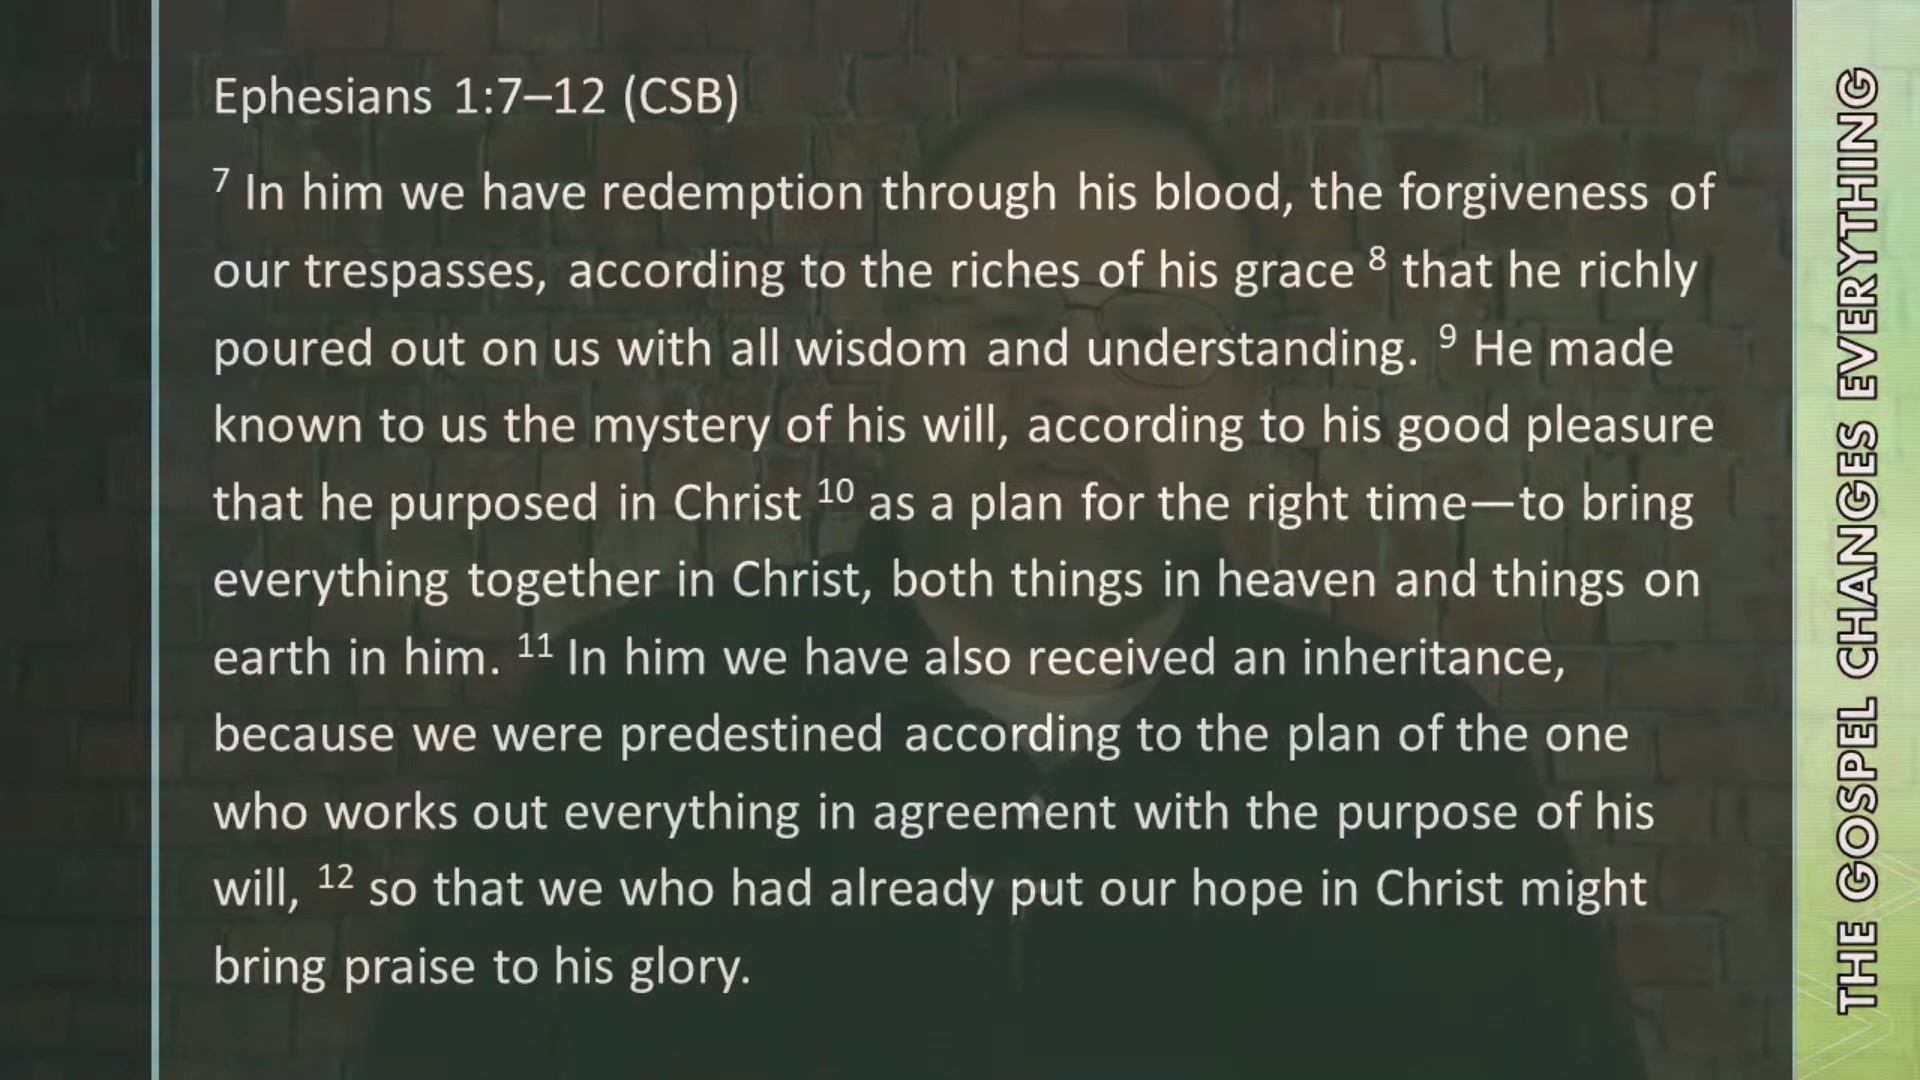 Ephesians 1:7–12 (CSB)
⁷ In him we have redemption through his blood, the forgiveness of
our trespasses, according to the riches of his grace ⁸ that he richly
poured out on us with all wisdom and understanding. ⁹ He made
known to us the mystery of his will, according to his good pleasure
that he purposed in Christ ¹⁰ as a plan for the right time—to bring
everything together in Christ, both things in heaven and things on
earth in him. ¹¹ In him we have also received an inheritance,
because we were predestined according to the plan of the one
who works out everything in agreement with the purpose of his
will, ¹² so that we who had already put our hope in Christ might
bring praise to his glory.
THE GOSPEL CHANGES EVERYTHING